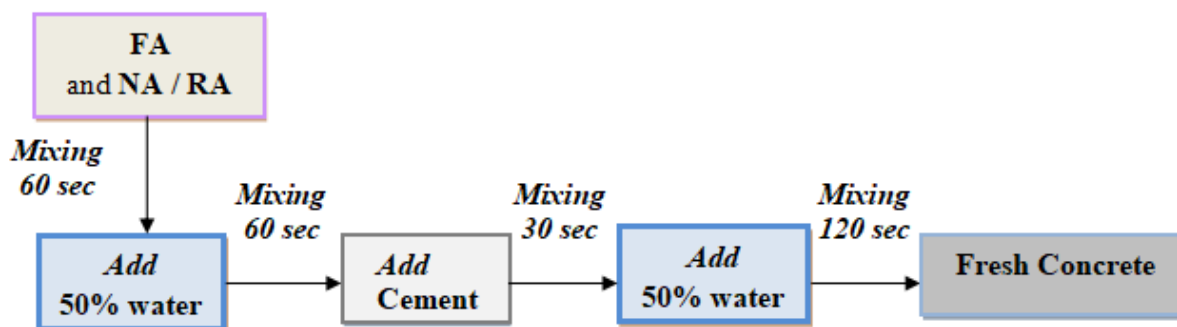 FA
and NA / RA
Mixing
60 sec
Add
50% water
Mixing
60 sec
Add
Cement
Mixing
30 sec
Add
50% water
Mixing
120 sec
Fresh Concrete